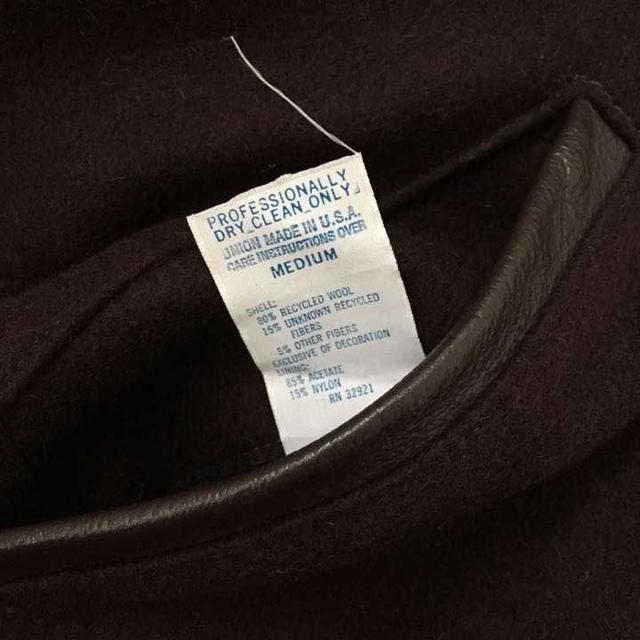 PROFESSIONALLY
DRY CLEAN ONLY
UNION MADE IN U.S.A.
CARE INSTRUCTIONS OVER
MEDIUM
SHELL:
80% RECYCLED WOOL
15% UNKNOWN RECYCLED
FIBERS
5% OTHER FIBERS
EXCLUSIVE OF DECORATION
LINING:
85% ACETATE
15% NYLON
RN 32921